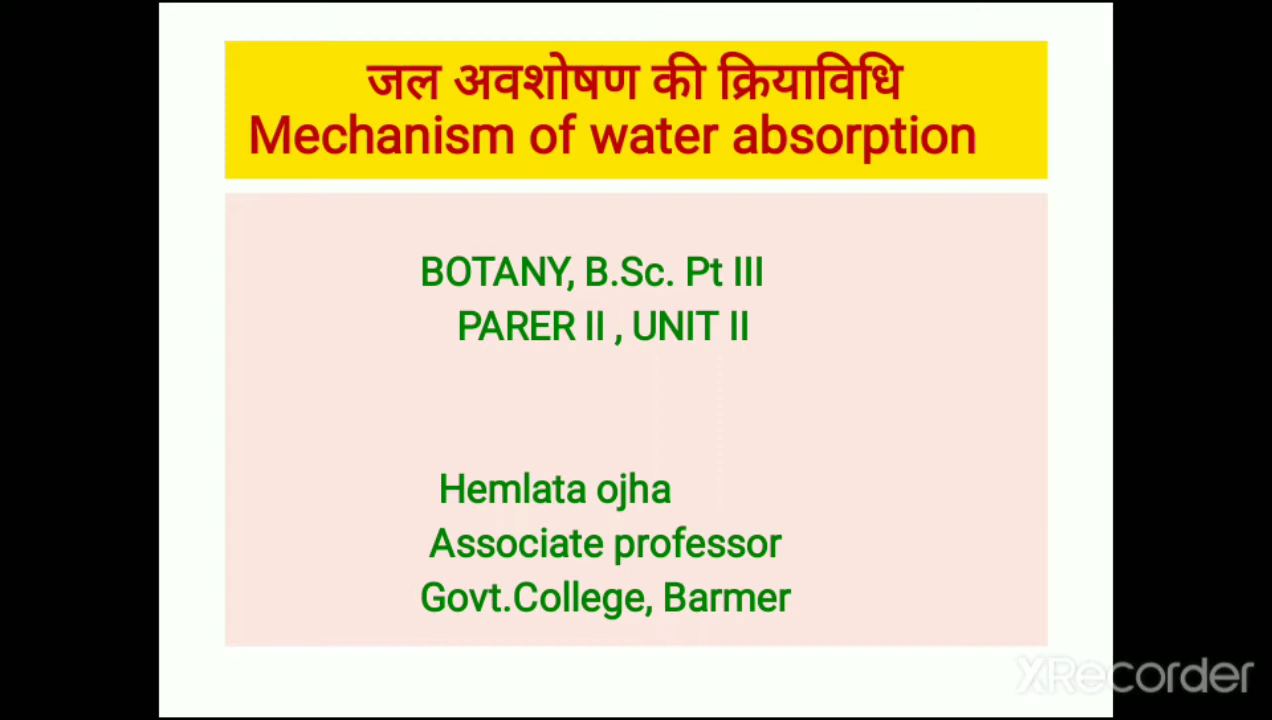 जल अवशोषण की क्रियाविधि
Mechanism of water absorption
BOTANY, B.Sc. Pt III
PARER II , UNIT II
Hemlata ojha
Associate professor
Govt.College, Barmer
XRecorder